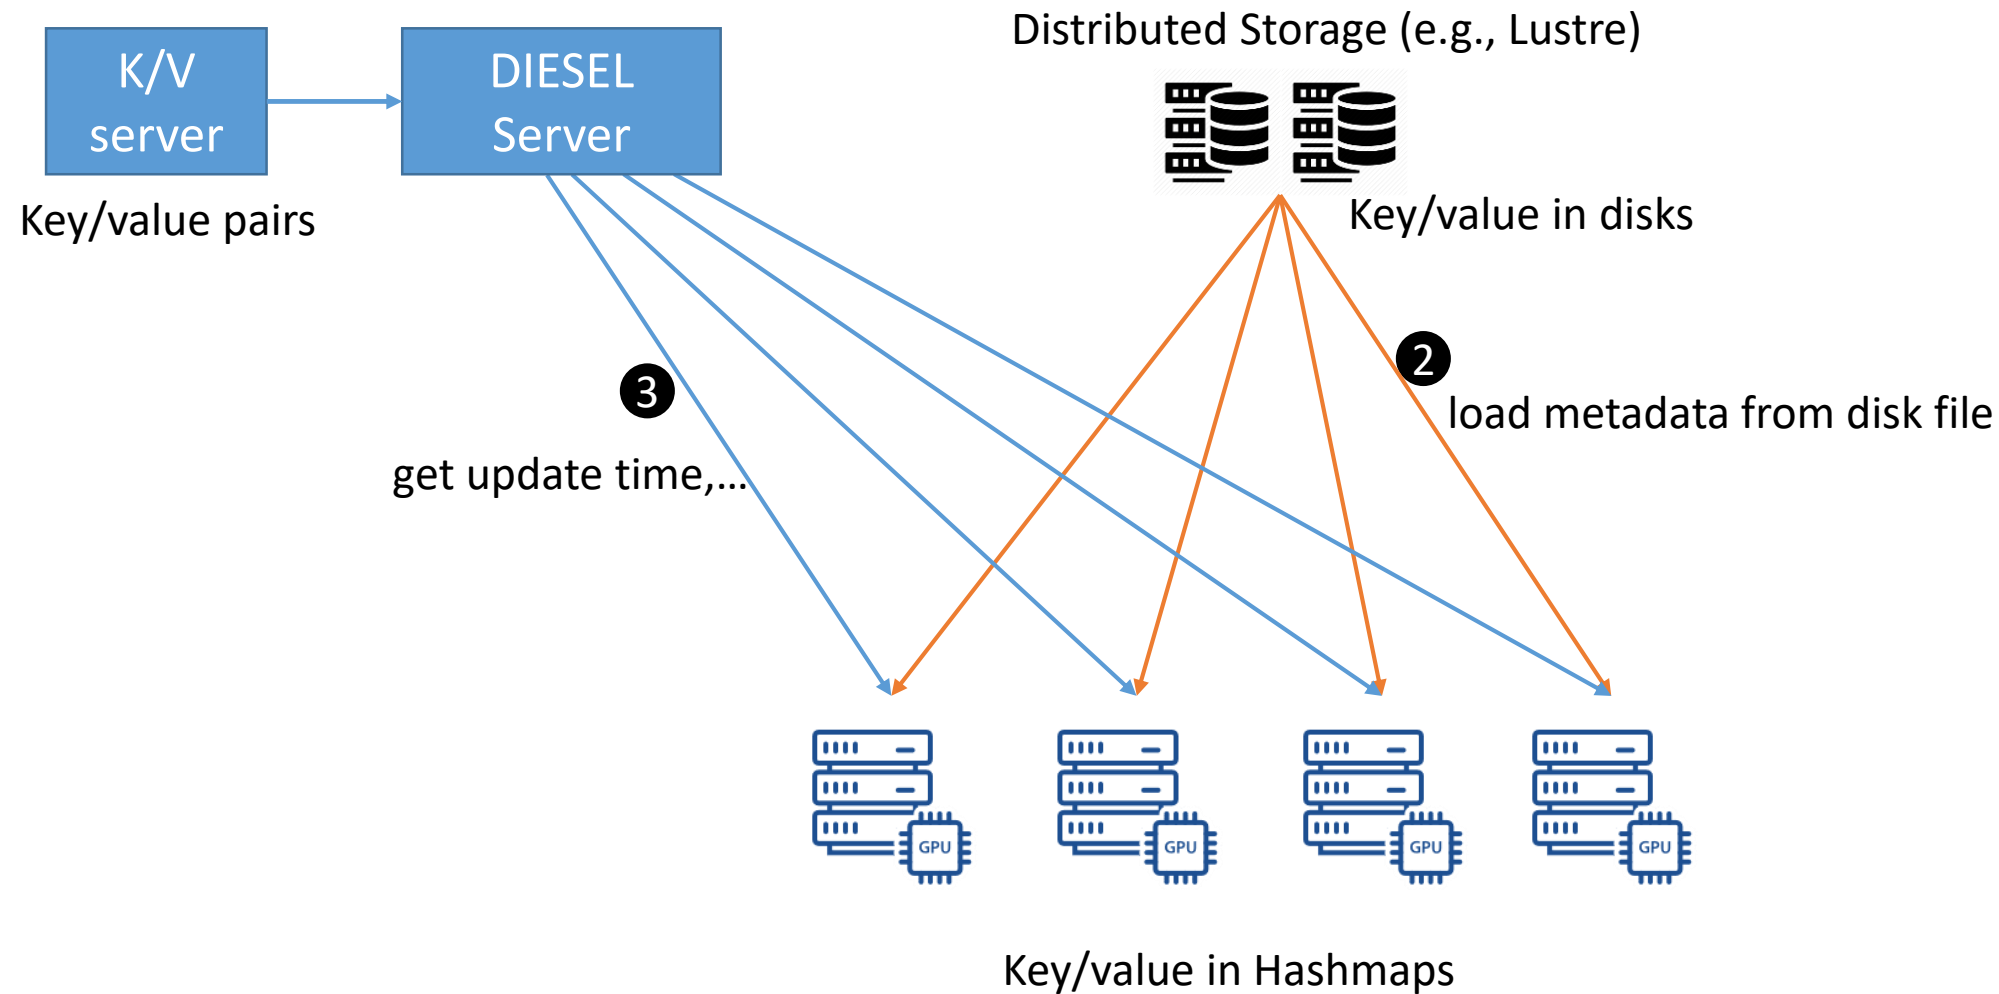 Distributed Storage (e.g., Lustre)
K/V
server
DIESEL
Server
Key/value pairs
Key/value in disks
2
load metadata from disk file
3
get update time,...
GPU
GPU
GPU
GPU
Key/value in Hashmaps